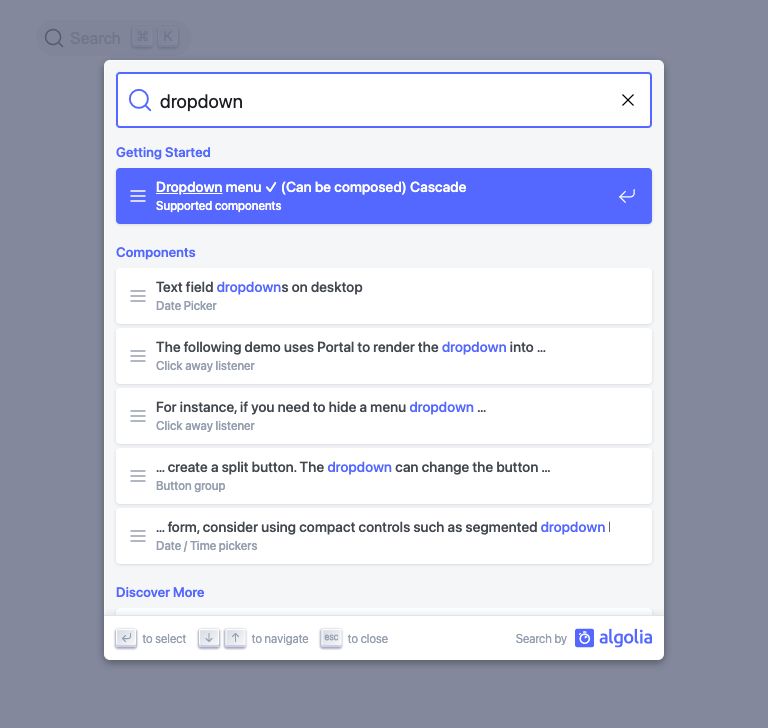 Search ⌘ K
dropdown
Getting Started
Dropdown menu ✓ (Can be composed) Cascade
Supported components
Components
Text field dropdowns on desktop
Date Picker
The following demo uses Portal to render the dropdown into ...
Click away listener
For instance, if you need to hide a menu dropdown ...
Click away listener
... create a split button. The dropdown can change the button ...
Button group
... form, consider using compact controls such as segmented dropdown
Date / Time pickers
Discover More
to select ↓ ↑ to navigate esc to close Search by algolia